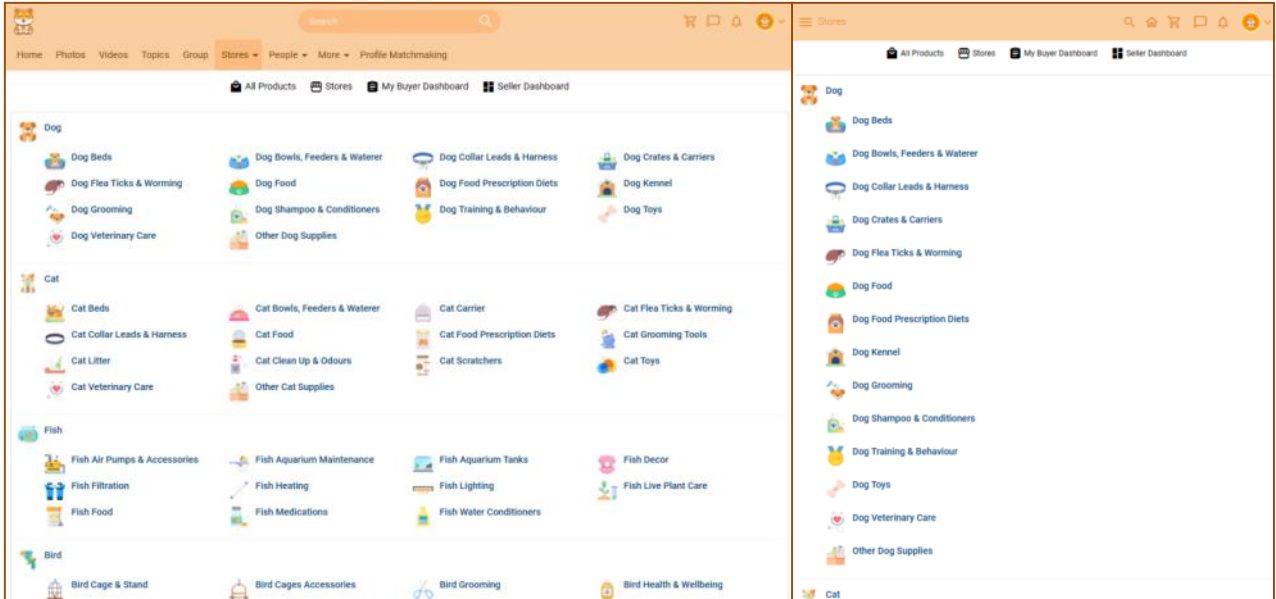 Search
Home Photos Videos Topics Group Stores People More Profile Matchmaking
All Products Stores My Buyer Dashboard Seller Dashboard
Dog
Dog Beds Dog Bowls, Feeders & Waterer Dog Collar Leads & Harness Dog Crates & Carriers
Dog Flea Ticks & Worming Dog Food Dog Food Prescription Diets Dog Kennel
Dog Grooming Dog Shampoo & Conditioners Dog Training & Behaviour Dog Toys
Dog Veterinary Care Other Dog Supplies
Cat
Cat Beds Cat Bowls, Feeders & Waterer Cat Carrier Cat Flea Ticks & Worming
Cat Collar Leads & Harness Cat Food Cat Food Prescription Diets Cat Grooming Tools
Cat Litter Cat Clean Up & Odours Cat Scratchers Cat Toys
Cat Veterinary Care Other Cat Supplies
Fish
Fish Air Pumps & Accessories Fish Aquarium Maintenance Fish Aquarium Tanks Fish Decor
Fish Filtration Fish Heating Fish Lighting Fish Live Plant Care
Fish Food Fish Medications Fish Water Conditioners
Bird
Bird Cage & Stand Bird Cages Accessories Bird Grooming Bird Health & Wellbeing
Stores
All Products Stores My Buyer Dashboard Seller Dashboard
Dog
Dog Beds
Dog Bowls, Feeders & Waterer
Dog Collar Leads & Harness
Dog Crates & Carriers
Dog Flea Ticks & Worming
Dog Food
Dog Food Prescription Diets
Dog Kennel
Dog Grooming
Dog Shampoo & Conditioners
Dog Training & Behaviour
Dog Toys
Dog Veterinary Care
Other Dog Supplies
Cat